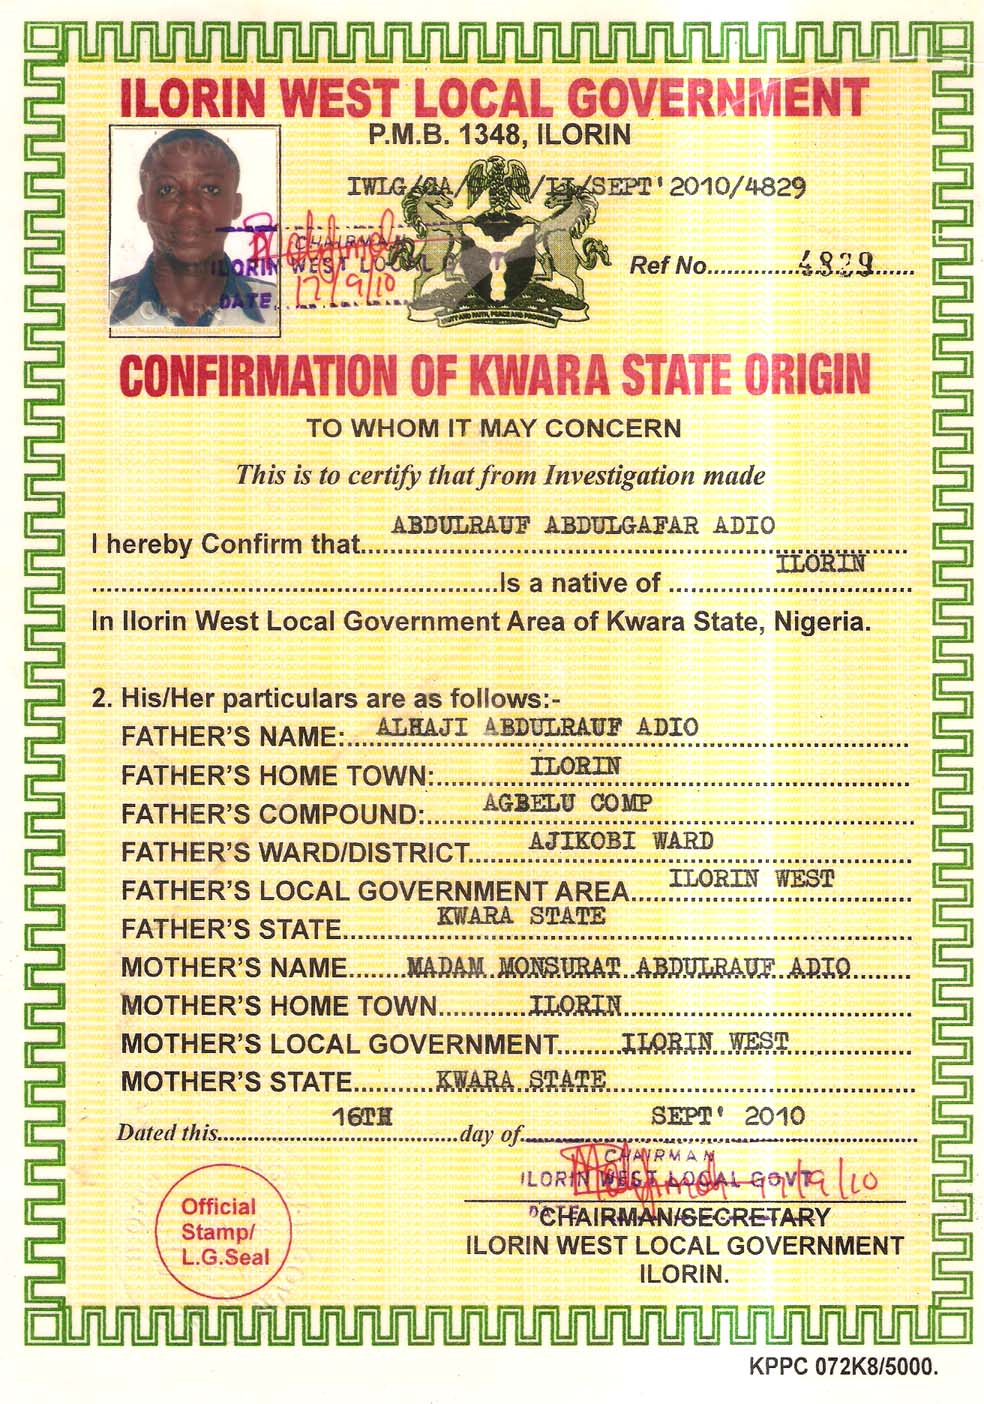 ILORIN WEST LOCAL GOVERNMENT
P.M.B. 1348, ILORIN
IWLG/ /II/SEPT' 2010/4829
CHAIRMAN
ILORIN WEST LOCAL
DATE 17/9/10
Ref No..............4829......
UNITY AND FAITH, PEACE AND PROGRESS
CONFIRMATION OF KWARA STATE ORIGIN
TO WHOM IT MAY CONCERN
This is to certify that from Investigation made
I hereby Confirm that...ABDULRAUF ABDULGAFAR ADIO...
...Is a native of ...ILORIN...
In Ilorin West Local Government Area of Kwara State, Nigeria.
2. His/Her particulars are as follows:-
FATHER'S NAME:...ALHAJI ABDULRAUF ADIO...
FATHER'S HOME TOWN:...ILORIN...
FATHER'S COMPOUND:...AGBELU COMP...
FATHER'S WARD/DISTRICT...AJIKOBI WARD...
FATHER'S LOCAL GOVERNMENT AREA...ILORIN WEST...
FATHER'S STATE...KWARA STATE...
MOTHER'S NAME...MADAM MONSURAT ABDULRAUF ADIO...
MOTHER'S HOME TOWN...ILORIN...
MOTHER'S LOCAL GOVERNMENT...ILORIN WEST...
MOTHER'S STATE...KWARA STATE...
Dated this...16TH...day of...SEPT' 2010...
CHAIRMAN
ILORIN WEST LOCAL GOVT
17/9/10
DATE
CHAIRMAN/SECRETARY
ILORIN WEST LOCAL GOVERNMENT
ILORIN.
Official
Stamp/
L.G.Seal
KPPC 072K8/5000.